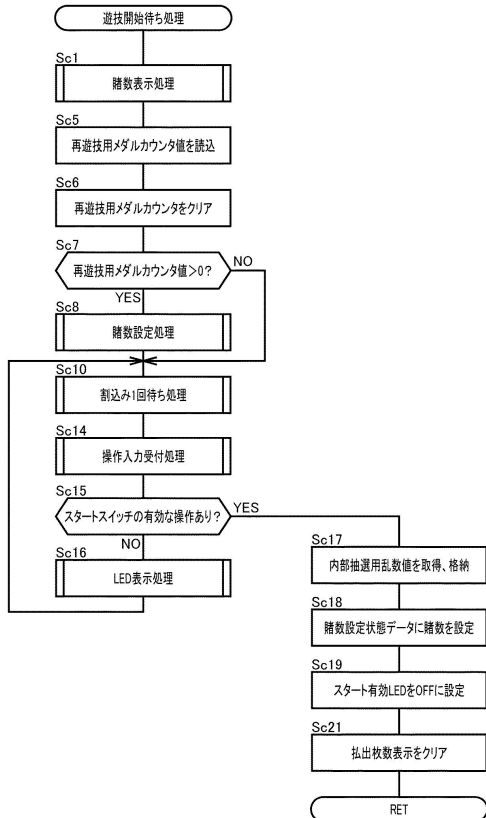 遊技開始待ち処理
Sc1
賭数表示処理
Sc5
再遊技用メダルカウンタ値を読込
Sc6
再遊技用メダルカウンタをクリア
Sc7
再遊技用メダルカウンタ値>0?
NO
YES
Sc8
賭数設定処理
Sc10
割込み1回待ち処理
Sc14
操作入力受付処理
Sc15
スタートスイッチの有効な操作あり?
YES
NO
Sc16
LED表示処理
Sc17
内部抽選用乱数値を取得、格納
Sc18
賭数設定状態データに賭数を設定
Sc19
スタート有効LEDをOFFに設定
Sc21
払出枚数表示をクリア
RET